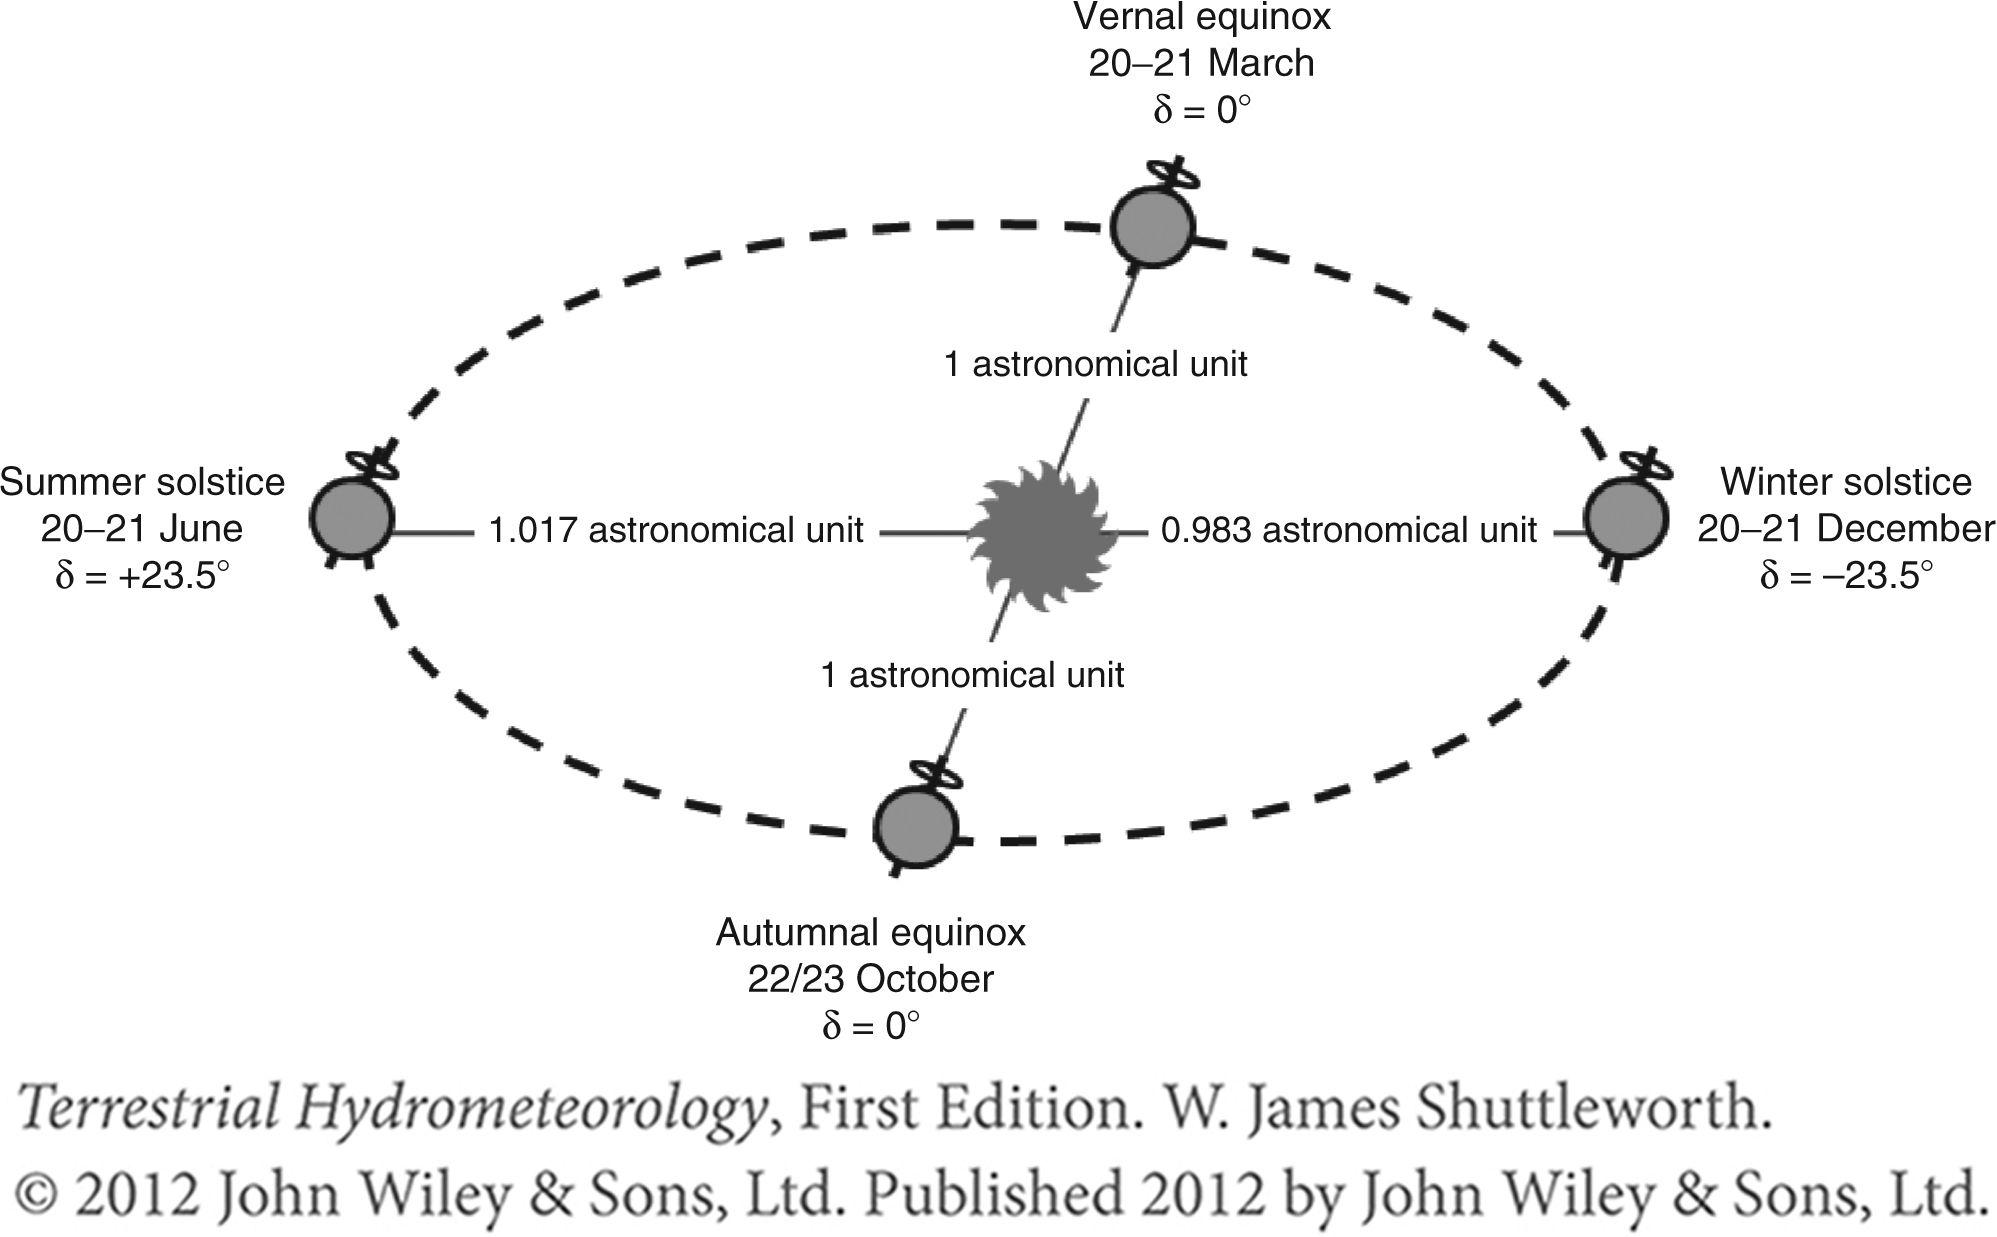 Vernal equinox
20–21 March
δ = 0°
1 astronomical unit
Summer solstice
20–21 June
δ = +23.5°
1.017 astronomical unit
0.983 astronomical unit
Winter solstice
20–21 December
δ = –23.5°
1 astronomical unit
Autumnal equinox
22/23 October
δ = 0°
Terrestrial Hydrometeorology, First Edition. W. James Shuttleworth.
© 2012 John Wiley & Sons, Ltd. Published 2012 by John Wiley & Sons, Ltd.